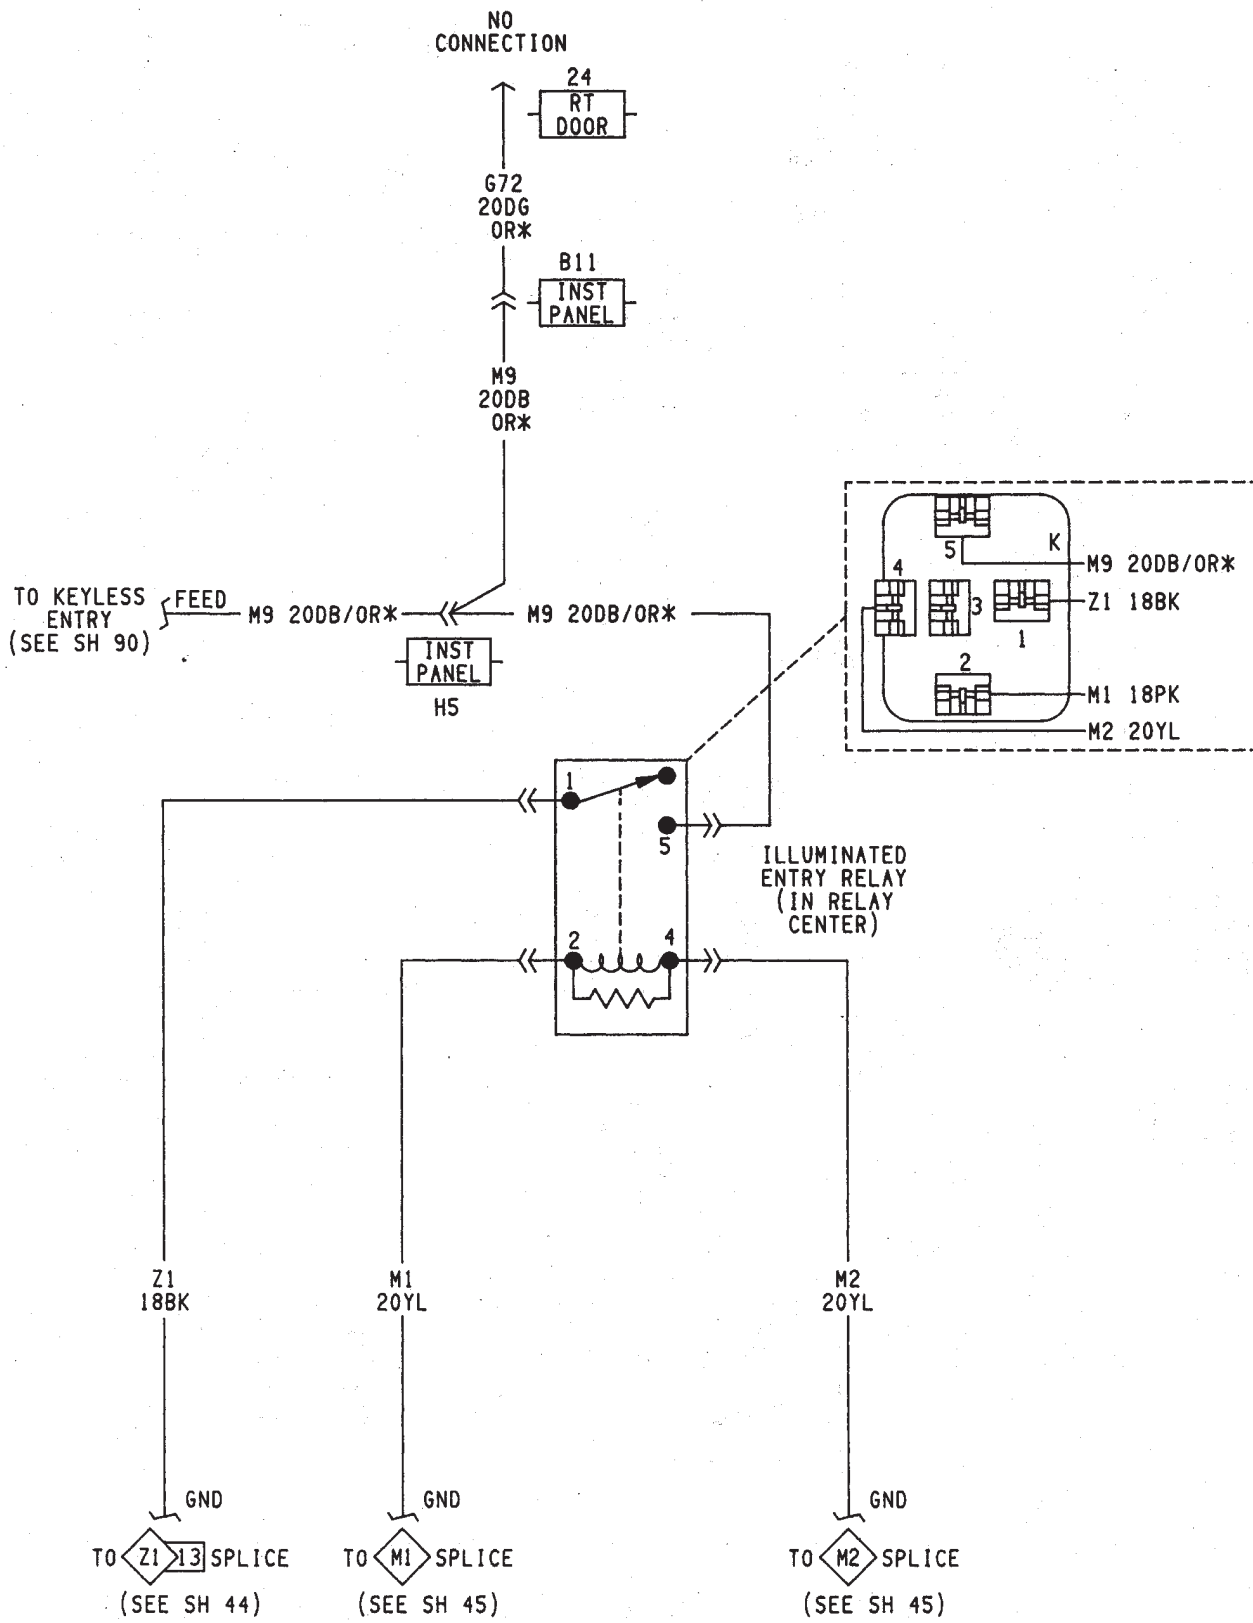 NO
CONNECTION
24
RT
DOOR
G72
20DG
OR*
B11
INST
PANEL
M9
20DB
OR*
TO KEYLESS
ENTRY
(SEE SH 90)
FEED
M9 20DB/OR*
M9 20DB/OR*
INST
PANEL
H5
5
K
M9 20DB/OR*
4
3
Z1 18BK
1
2
M1 18PK
M2 20YL
1
5
ILLUMINATED
ENTRY RELAY
(IN RELAY
CENTER)
2
4
Z1
18BK
M1
20YL
M2
20YL
GND
GND
GND
TO Z1 13 SPLICE
(SEE SH 44)
TO M1 SPLICE
(SEE SH 45)
TO M2 SPLICE
(SEE SH 45)